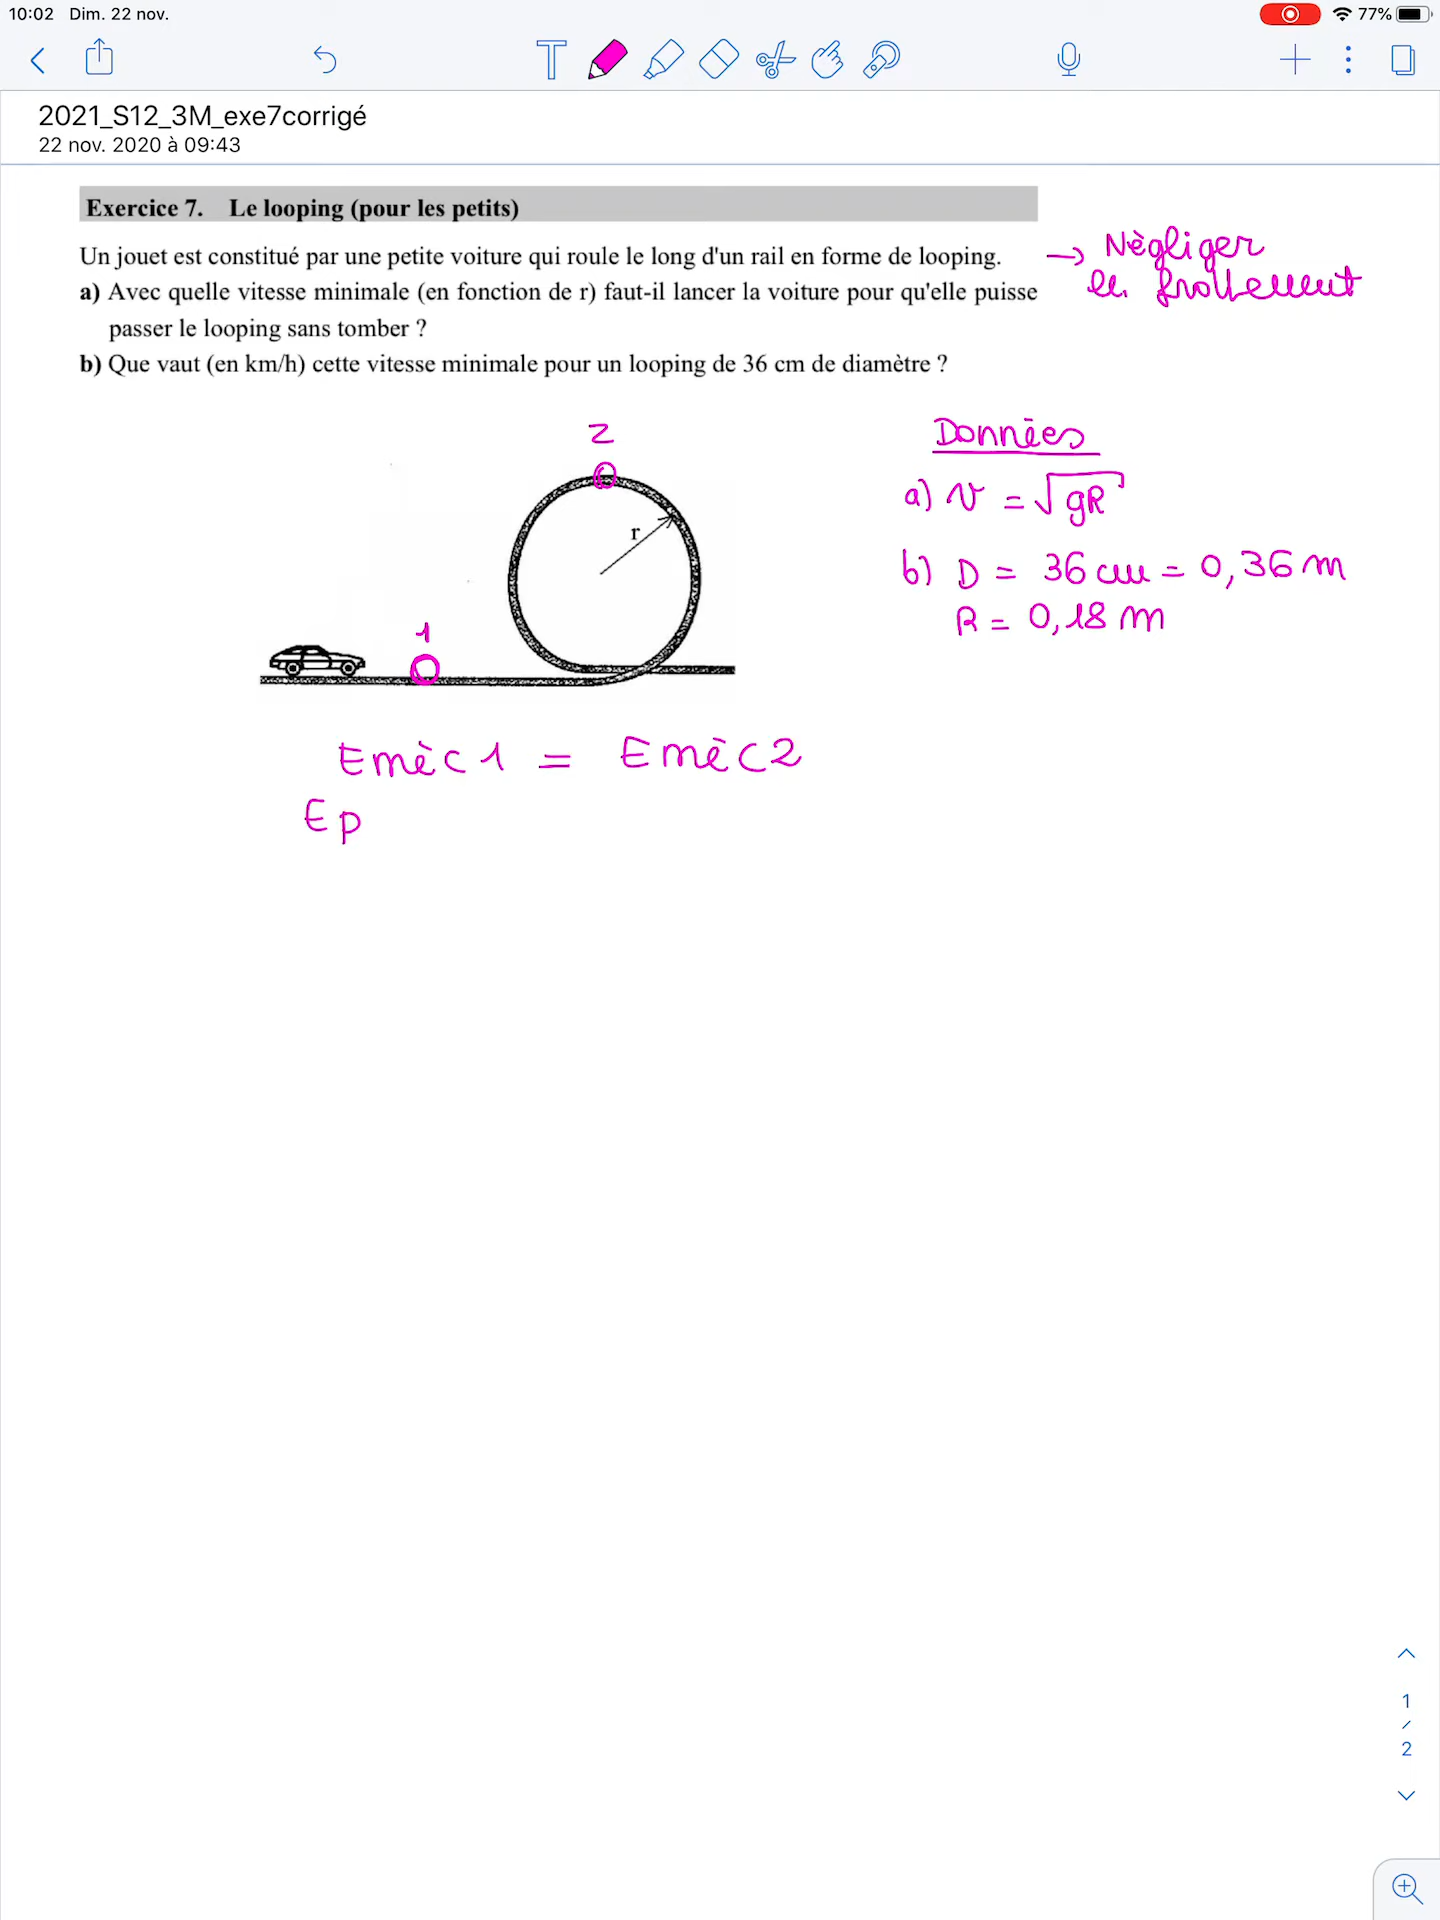 10:02 Dim. 22 nov.
77%
T
2021_S12_3M_exe7corrigé
22 nov. 2020 à 09:43
Exercice 7. Le looping (pour les petits)
Un jouet est constitué par une petite voiture qui roule le long d'un rail en forme de looping.
a) Avec quelle vitesse minimale (en fonction de r) faut-il lancer la voiture pour qu'elle puisse
passer le looping sans tomber ?
b) Que vaut (en km/h) cette vitesse minimale pour un looping de 36 cm de diamètre ?
→ Négliger
frottement
2
r
1
Données
a) v = √gR
b) D = 36 cm = 0,36 m
R = 0,18 m
Eméc 1 = Eméc 2
Ep
1
/
2